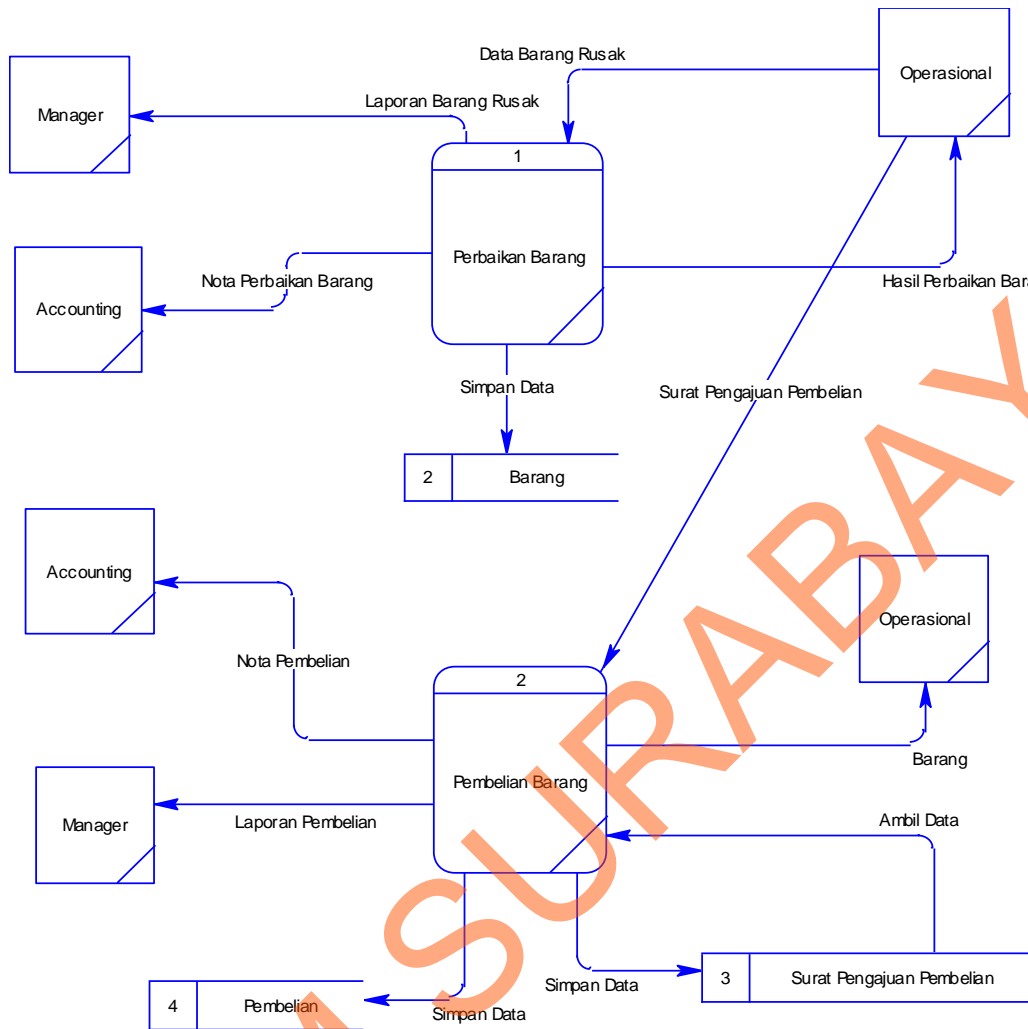 Data Barang Rusak
Operasional
Manager
Laporan Barang Rusak
1
Perbaikan Barang
Nota Perbaikan Barang
Accounting
Simpan Data
Surat Pengajuan Pembelian
2 Barang
Accounting
Operasional
Nota Pembelian
2
Pembelian Barang
Barang
Manager
Laporan Pembelian
Ambil Data
3 Surat Pengajuan Pembelian
Simpan Data
4 Pembelian
Simpan Data
Hasil Perbaikan
SURABAY